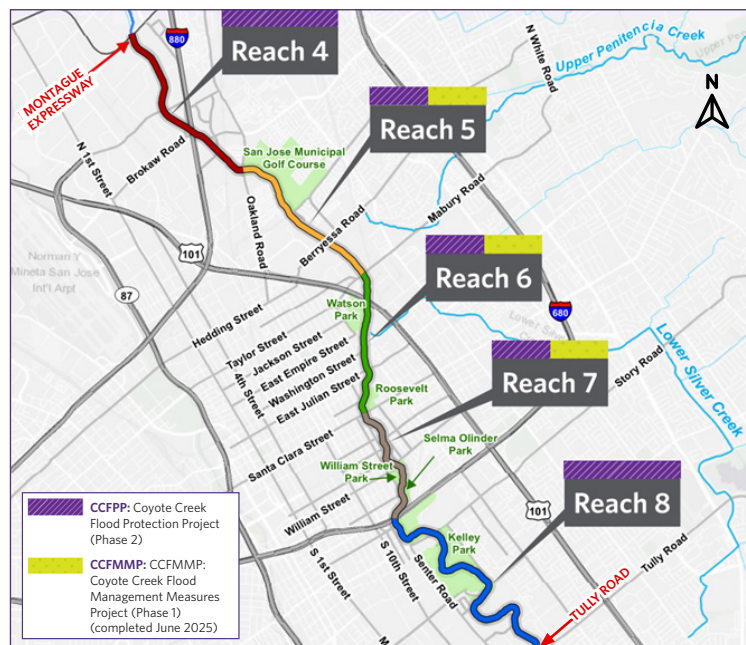 Reach 4
880
N White Road
Upper Penitencia Creek
MONTAGUE
EXPRESSWAY
N
Reach 5
San Jose Municipal
Golf Course
N 1st Street
Brokaw Road
Mabury Road
Oakland Road
Berryessa Road
101
Norman Y
Mineta San Jose
Int'l Arpt
87
Reach 6
Watson
Park
680
Hedding Street
Taylor Street
Jackson Street
East Empire Street
Washington Street
East Julian Street
4th Street
Lower Silver Creek
Reach 7
Story Road
Roosevelt
Park
Santa Clara Street
Selma Olinder
Park
William Street
Park
William Street
101
Reach 8
Kelley
Park
S 1st Street
S 10th Street
Senter Road
Tully Road
TULLY ROAD
CCFPP: Coyote Creek
Flood Protection Project
(Phase 2)
CCFMMP: CCFMMP:
Coyote Creek Flood
Management Measures
Project (Phase 1)
(completed June 2025)